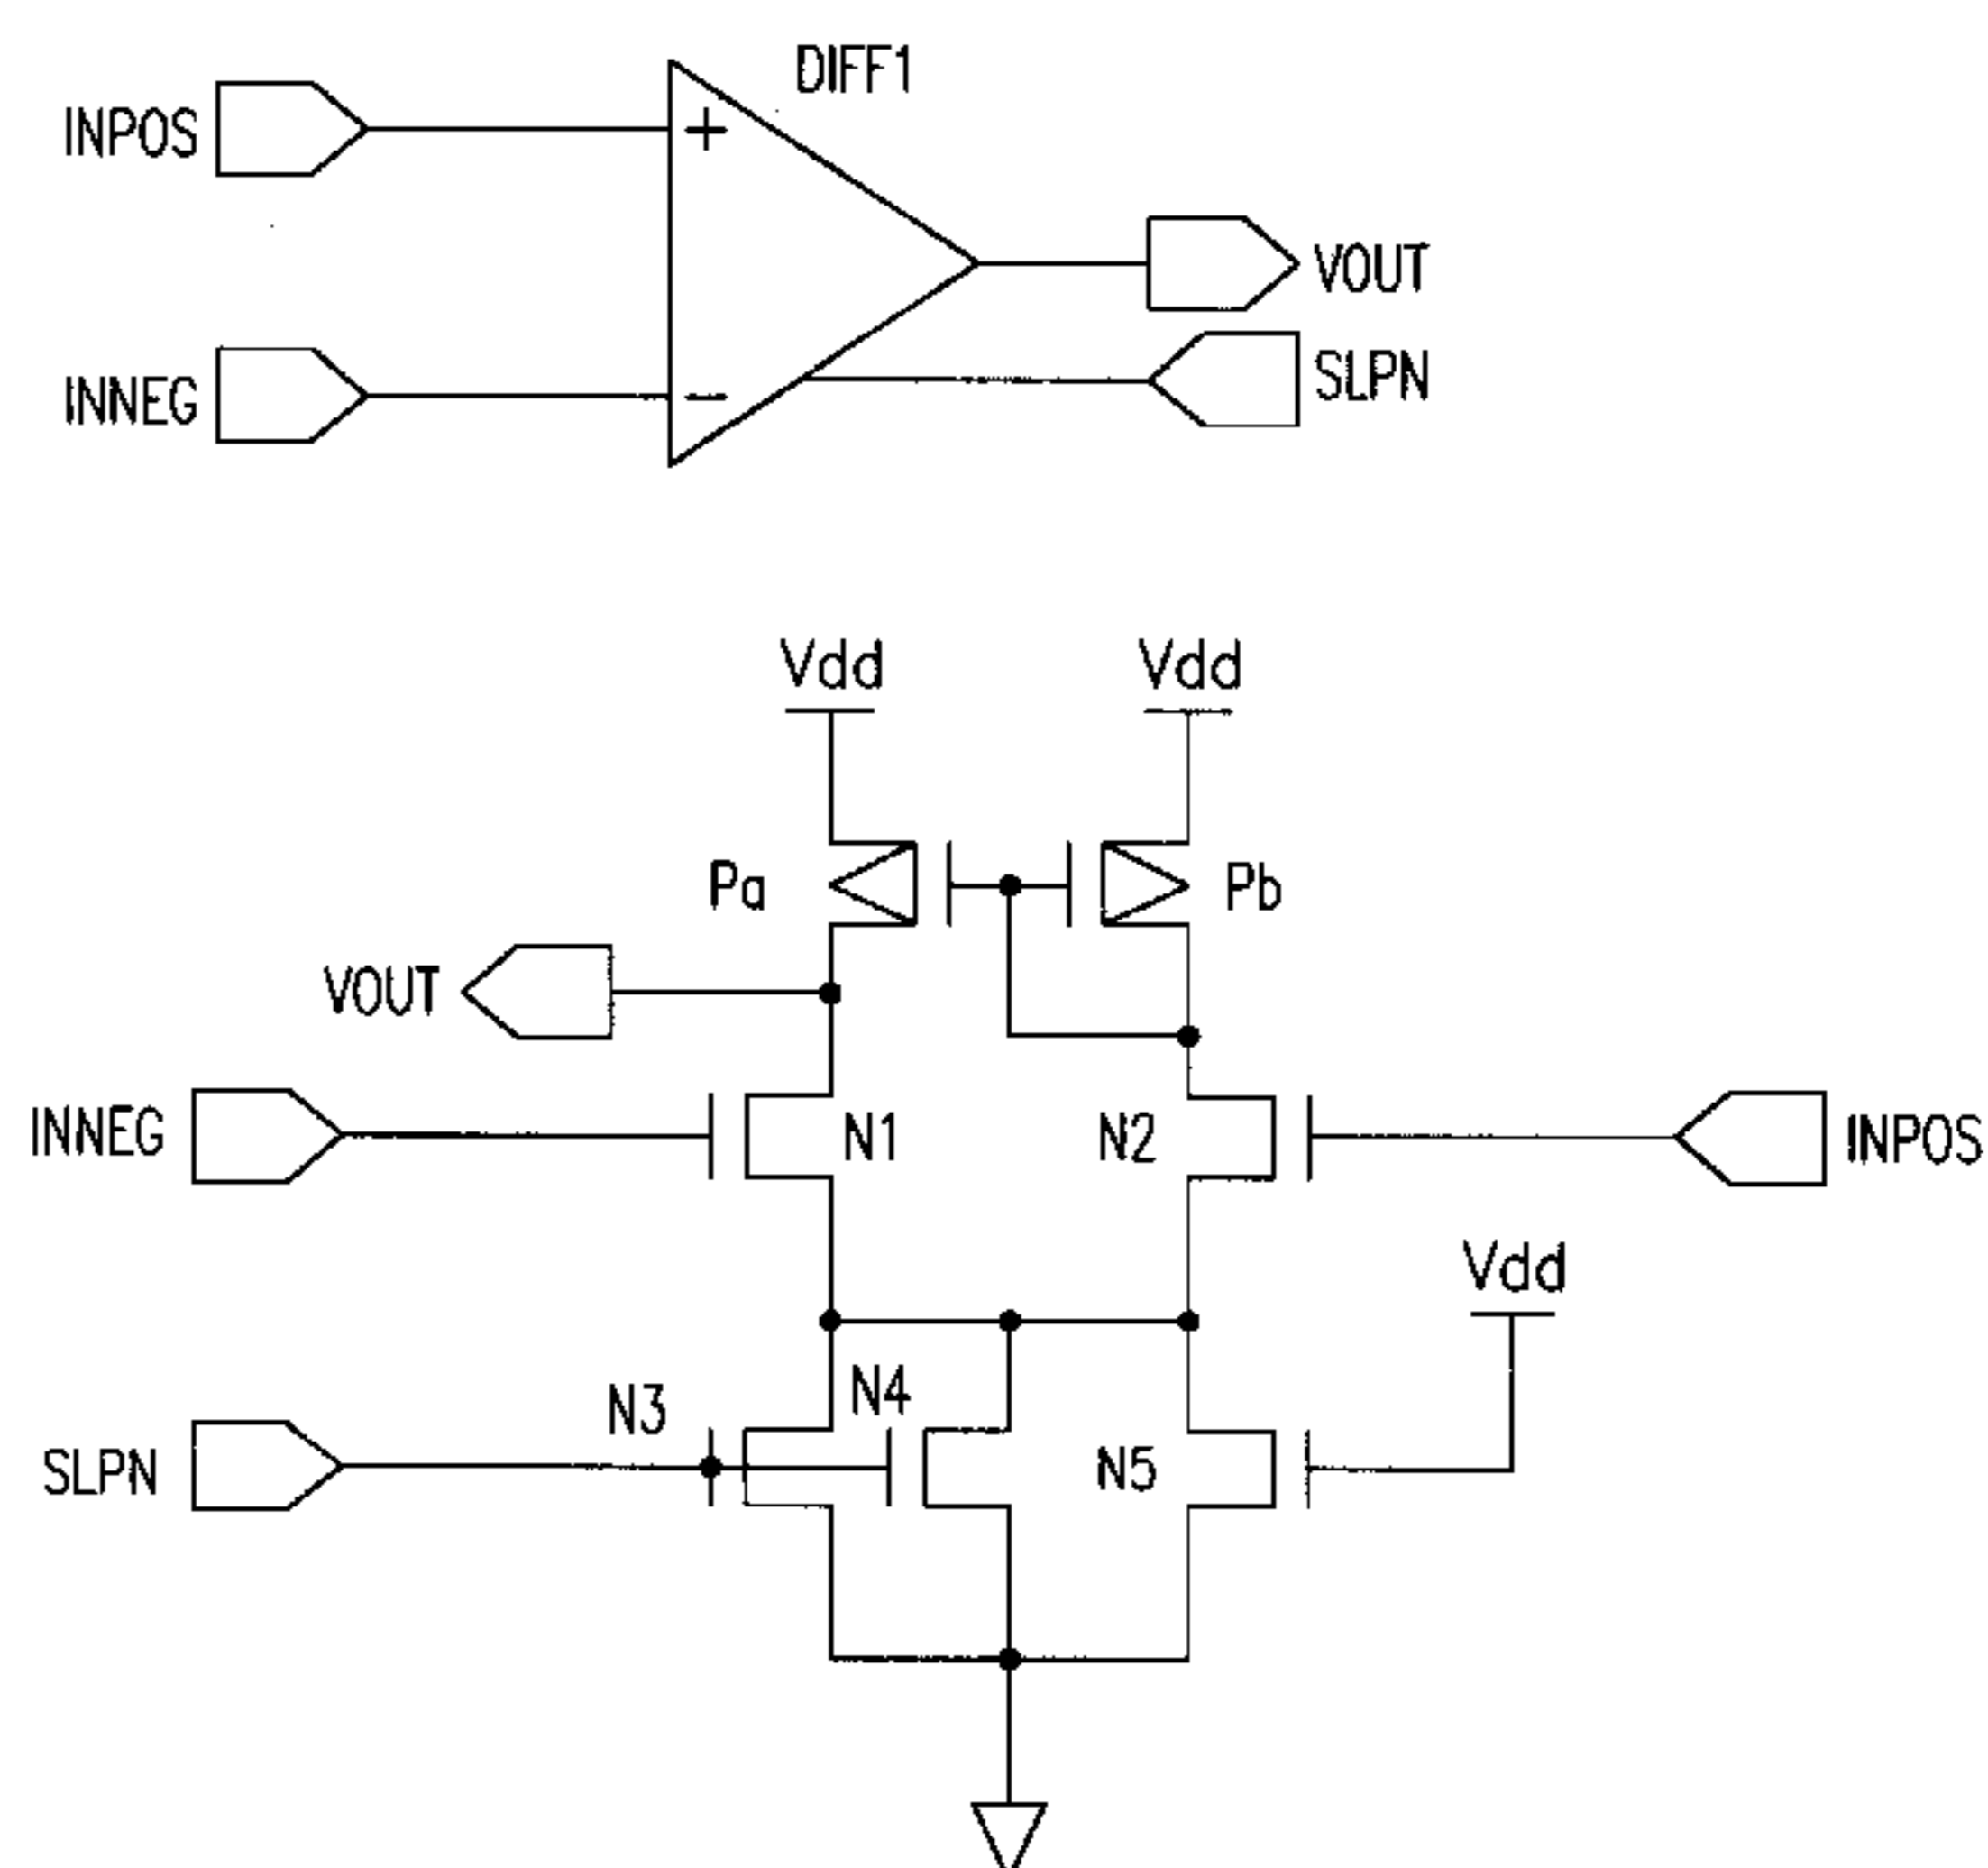 DIFF1
INPOS
+
VOUT
SLPN
INNEG
−
Vdd
Vdd
Pa
Pb
VOUT
INNEG
N1
N2
INPOS
Vdd
N3
N4
SLPN
N5